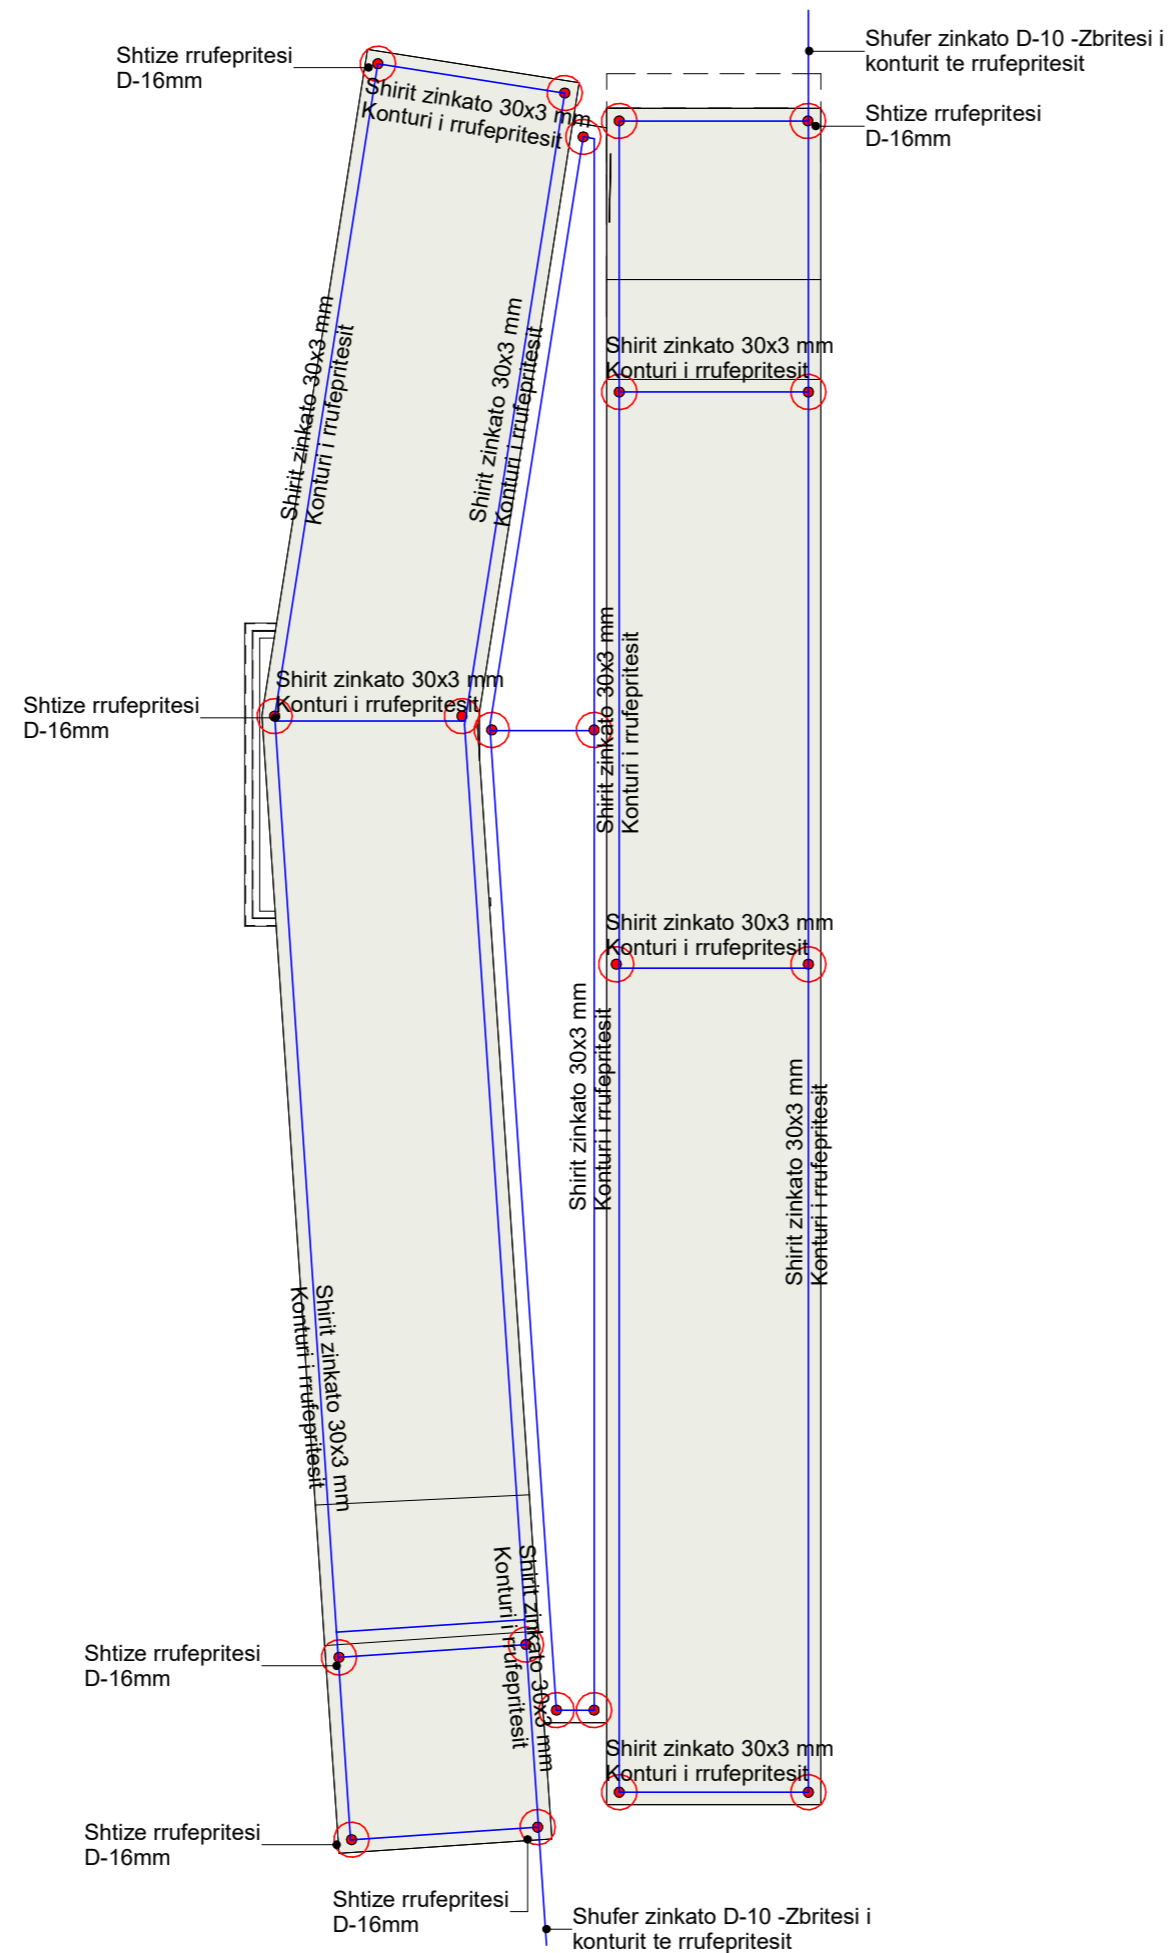 Shtize rrufepritesi
D-16mm
Shufer zinkato D-10 -Zbritesi i
konturit te rrufepritesit
Shirit zinkato 30x3 mm
Konturi i rrufepritesit
Shtize rrufepritesi
D-16mm
Shirit zinkato 30x3 mm
Konturi i rrufepritesit
Shirit zinkato 30x3 mm
Konturi i rrufepritesit
Shirit zinkato 30x3 mm
Konturi i rrufepritesit
Shirit zinkato 30x3 mm
Konturi i rrufepritesit
Shtize rrufepritesi
D-16mm
Shirit zinkato 30x3 mm
Konturi i rrufepritesit
Shirit zinkato 30x3 mm
Konturi i rrufepritesit
Shirit zinkato 30x3 mm
Konturi i rrufepritesit
Shirit zinkato 30x3 mm
Konturi i rrufepritesit
Shirit zinkato 30x3 mm
Konturi i rrufepritesit
Shirit zinkato 30x3 mm
Konturi i rrufepritesit
Shtize rrufepritesi
D-16mm
Shirit zinkato 30x3 mm
Konturi i rrufepritesit
Shtize rrufepritesi
D-16mm
Shtize rrufepritesi
D-16mm
Shufer zinkato D-10 -Zbritesi i
konturit te rrufepritesit